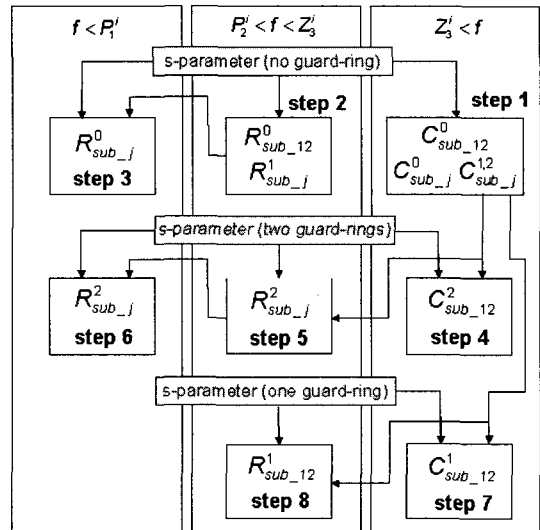 f < P₁ⁱ
P₂ⁱ < f < Z₃ⁱ
Z₃ⁱ < f
s-parameter (no guard-ring)
step 2
step 1
R⁰sub_j
step 3
R⁰sub_12
R¹sub_j
C⁰sub_12
C⁰sub_j C¹,²sub_j
s-parameter (two guard-rings)
R²sub_j
step 6
R²sub_j
step 5
C²sub_12
step 4
s-parameter (one guard-ring)
R¹sub_12
step 8
C¹sub_12
step 7